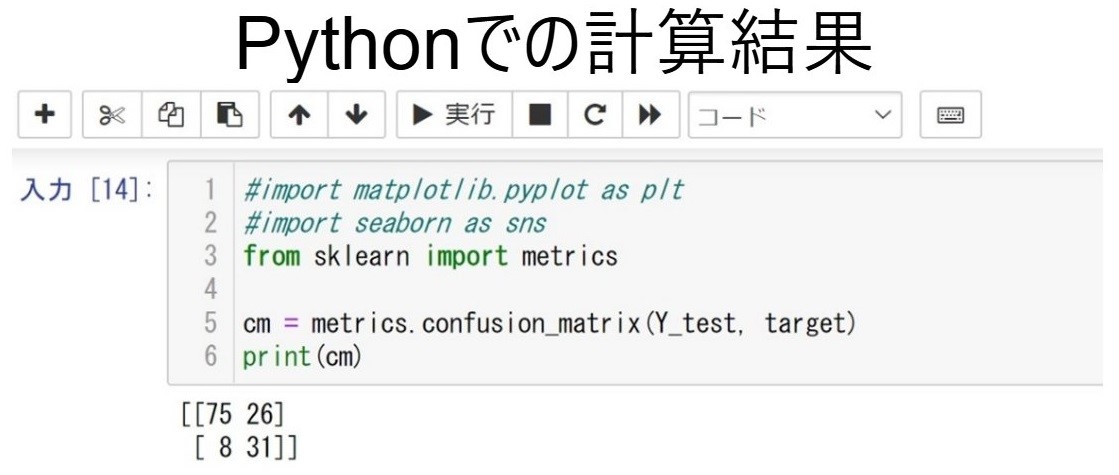 Pythonでの計算結果
実行 コード
入力 [14]:
1 #import matplotlib.pyplot as plt
2 #import seaborn as sns
3 from sklearn import metrics
4
5 cm = metrics.confusion_matrix(Y_test, target)
6 print(cm)
[[75 26]
[ 8 31]]